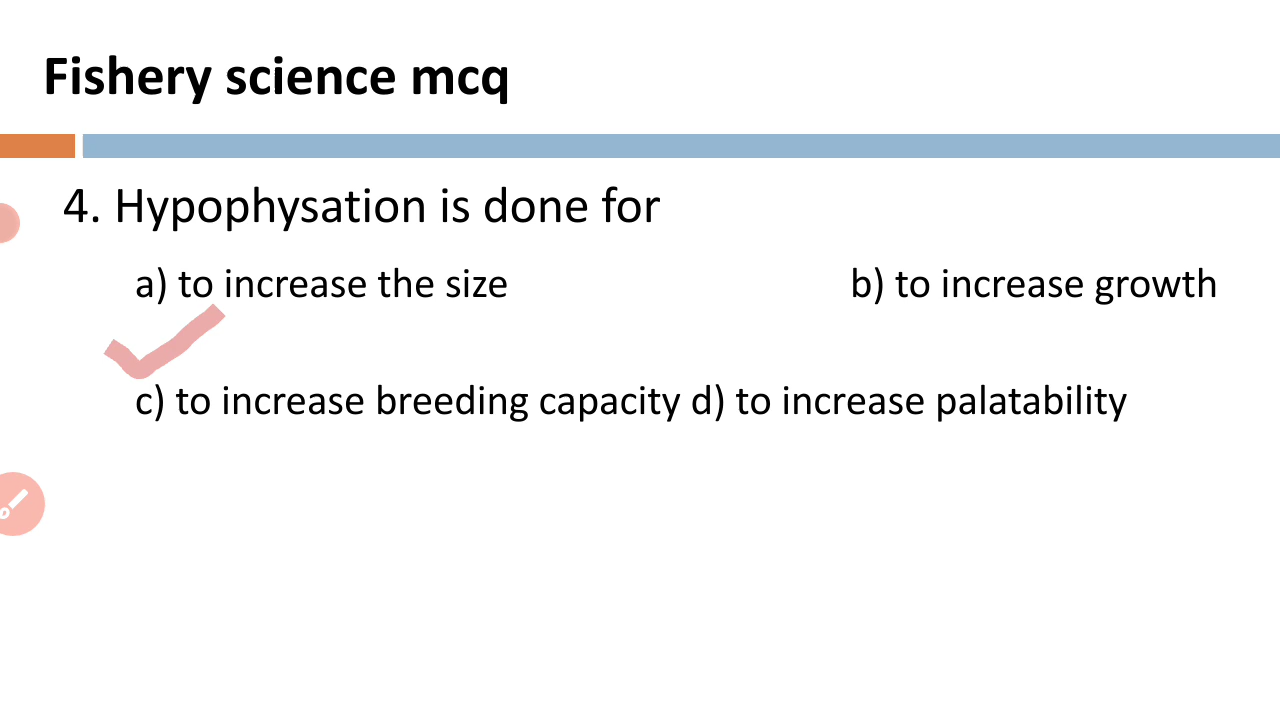 Fishery science mcq
4. Hypophysation is done for
a) to increase the size b) to increase growth
c) to increase breeding capacity d) to increase palatability